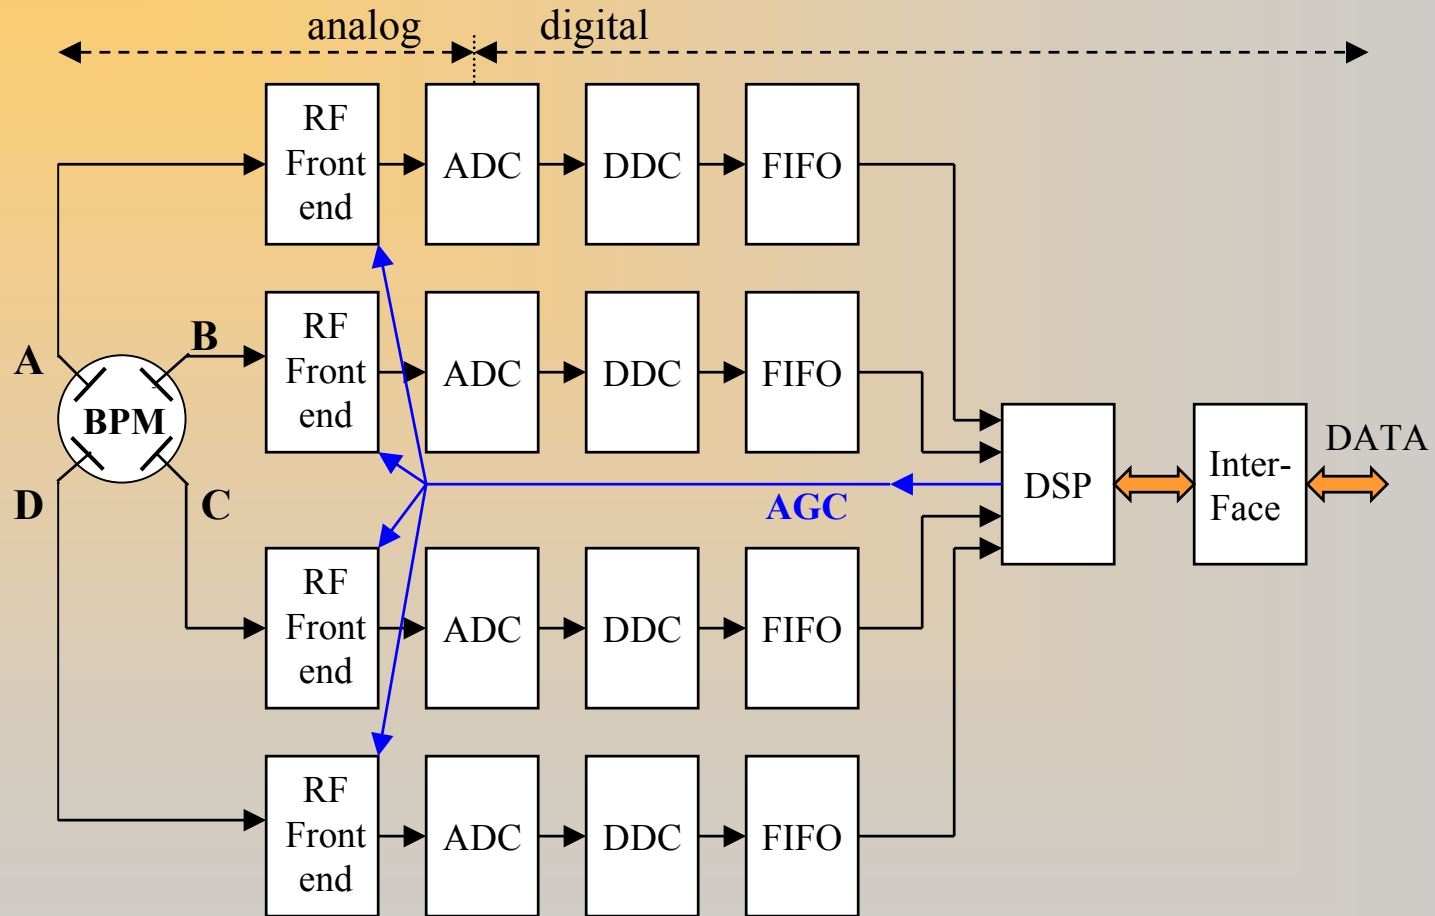 analog
digital
RF
Front
end
ADC
DDC
FIFO
RF
Front
end
ADC
DDC
FIFO
A
B
BPM
D
C
AGC
DSP
Inter-
Face
DATA
RF
Front
end
ADC
DDC
FIFO
RF
Front
end
ADC
DDC
FIFO